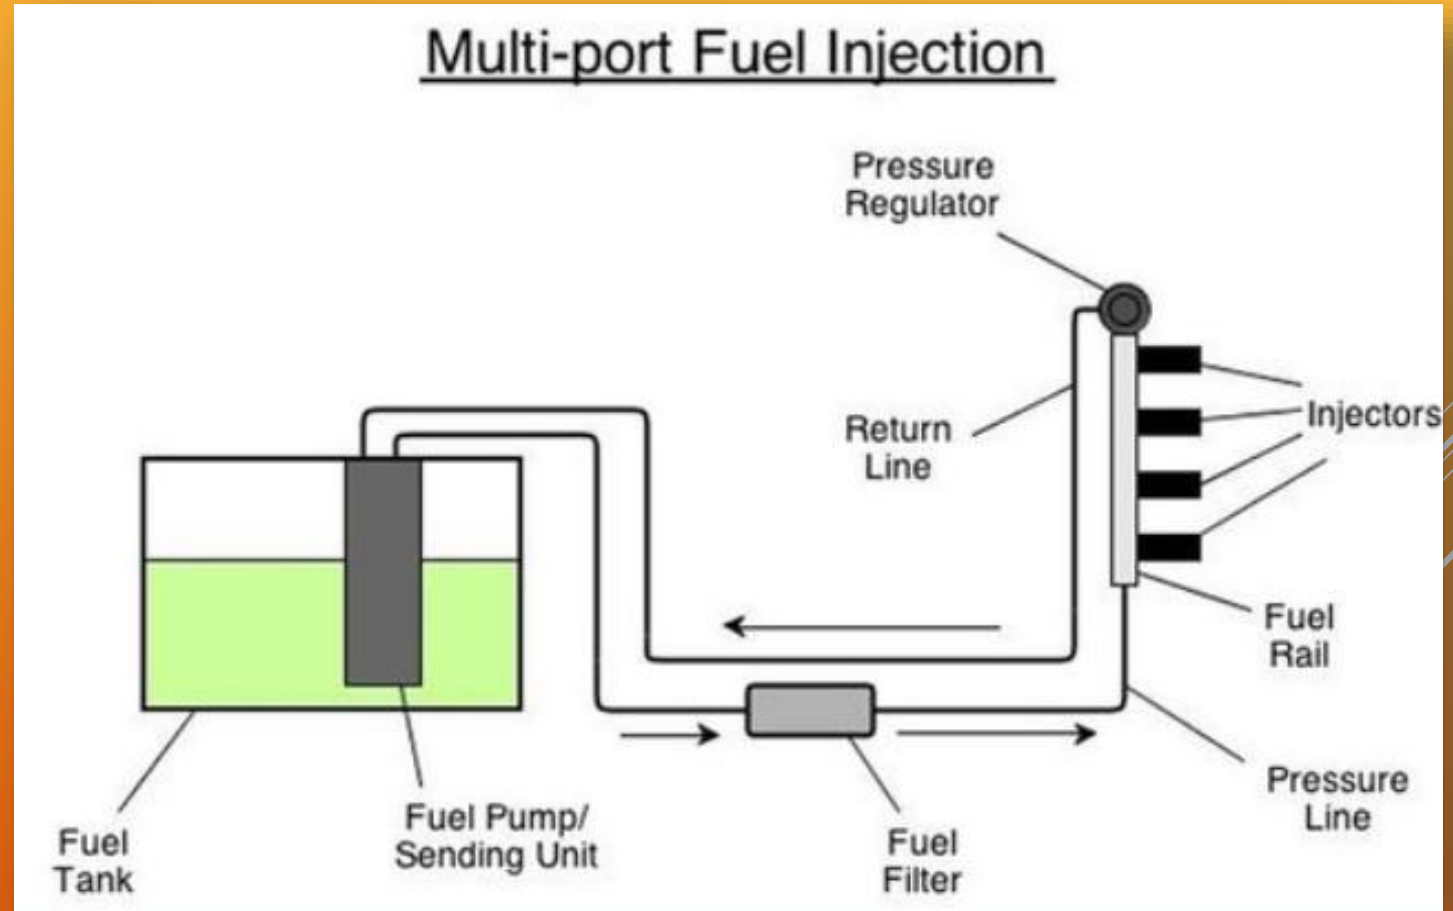 Multi-port Fuel Injection
Pressure
Regulator
Return
Line
Injectors
Fuel
Rail
Pressure
Line
Fuel Pump/
Sending Unit
Fuel
Tank
Fuel
Filter